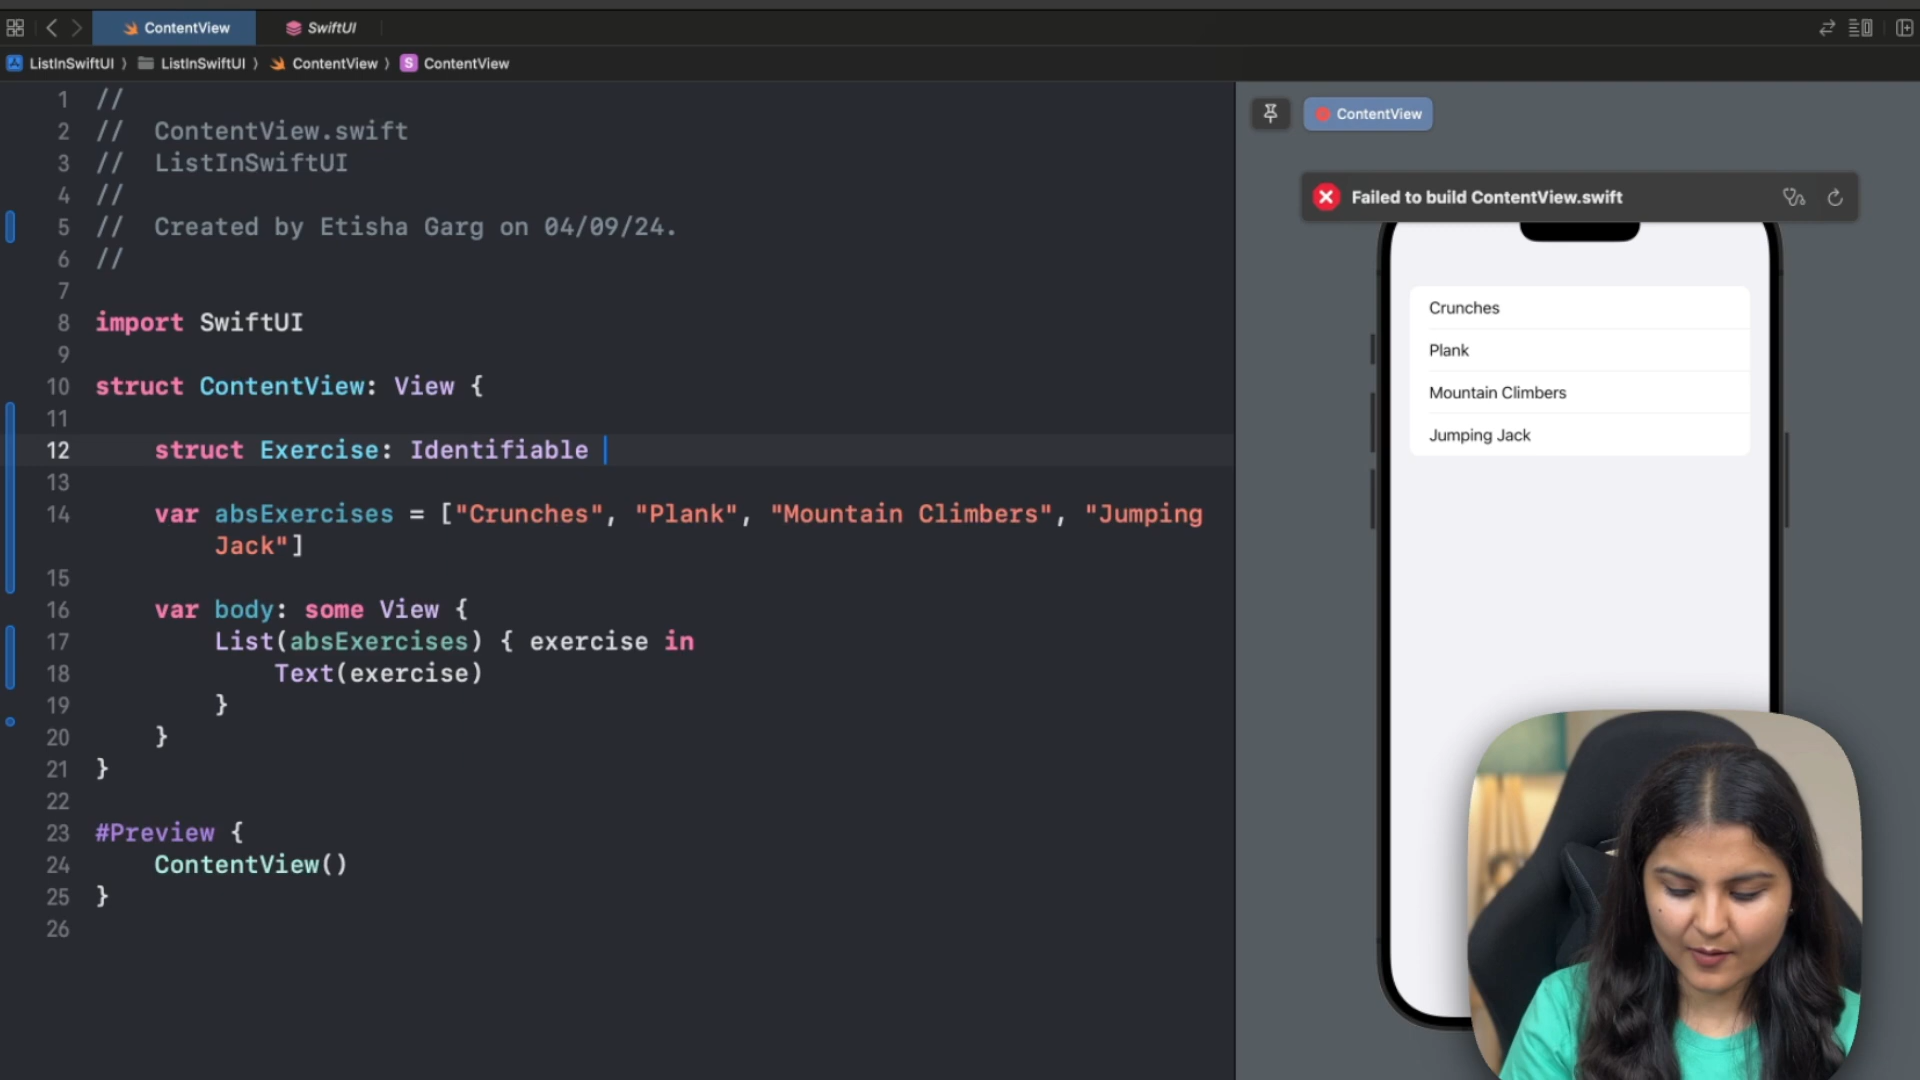 ContentView SwiftUI
ListInSwiftUI ListInSwiftUI ContentView S ContentView
1 //
2 // ContentView.swift
3 // ListInSwiftUI
4 //
5 // Created by Etisha Garg on 04/09/24.
6 //
7
8 import SwiftUI
9
10 struct ContentView: View {
11
12 struct Exercise: Identifiable
13
14 var absExercises = ["Crunches", "Plank", "Mountain Climbers", "Jumping
Jack"]
15
16 var body: some View {
17 List(absExercises) { exercise in
18 Text(exercise)
19 }
20 }
21 }
22
23 #Preview {
24 ContentView()
25 }
26
ContentView
Failed to build ContentView.swift
Crunches
Plank
Mountain Climbers
Jumping Jack